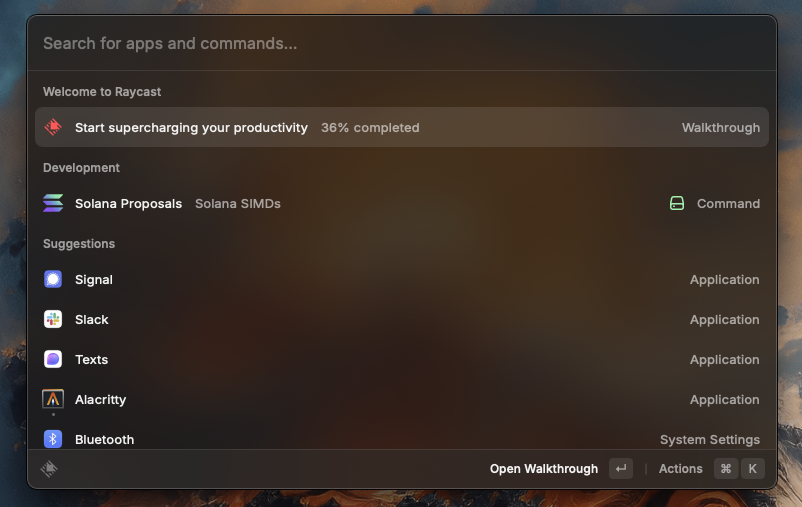 Search for apps and commands...
Welcome to Raycast
Start supercharging your productivity 36% completed Walkthrough
Development
Solana Proposals Solana SIMDs Command
Suggestions
Signal Application
Slack Application
Texts Application
Alacritty Application
Bluetooth System Settings
Open Walkthrough ↵ Actions ⌘ K